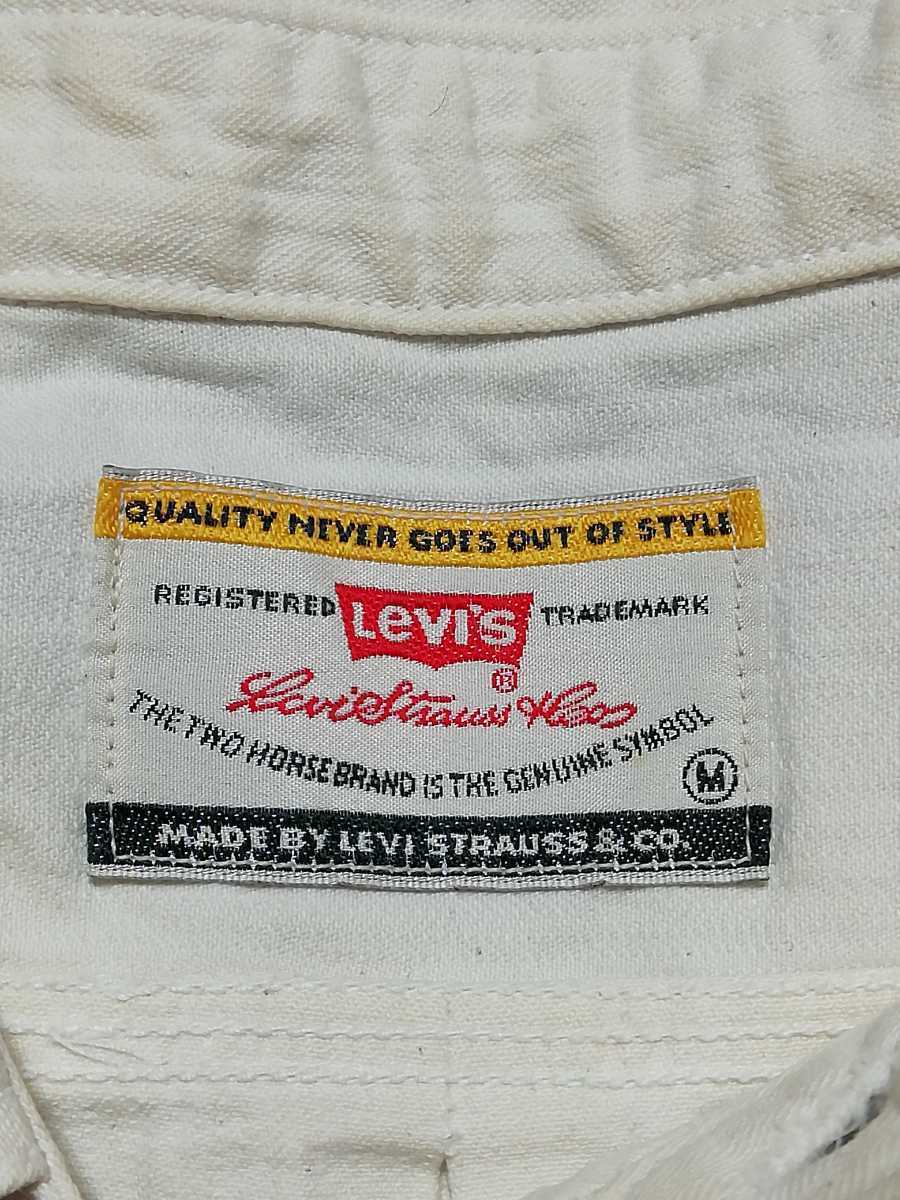 QUALITY NEVER GOES OUT OF STYLE
REGISTERED Levi's ® TRADEMARK
Levi Strauss & Co
THE TWO HORSE BRAND IS THE GENUINE SYMBOL
M
MADE BY LEVI STRAUSS & CO.